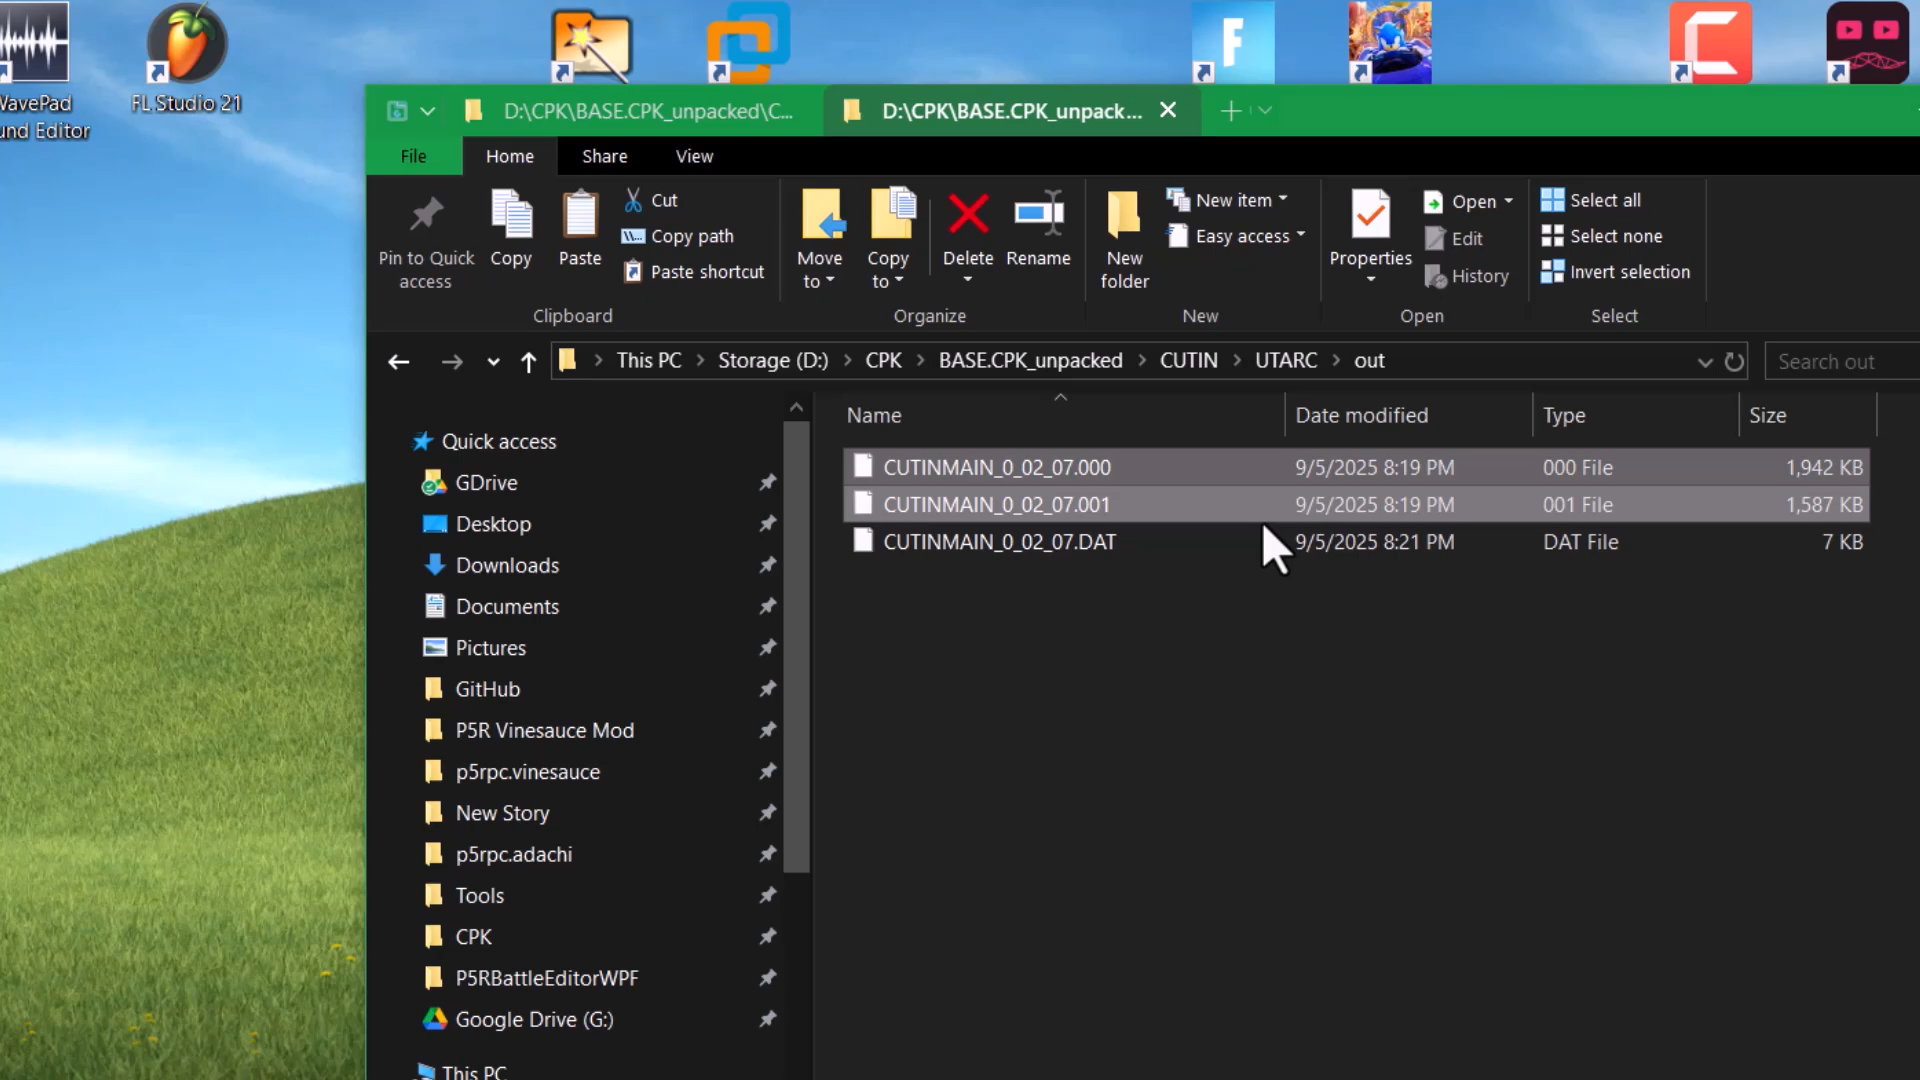 WavePad
und Editor
FL Studio 21
D:\CPK\BASE.CPK_unpacked\C...
D:\CPK\BASE.CPK_unpack...
File
Home
Share
View
Pin to Quick
access
Copy
Paste
Cut
Copy path
Paste shortcut
Clipboard
Move
to
Copy
to
Delete
Rename
Organize
New
folder
New item
Easy access
New
Properties
Open
Edit
History
Open
Select all
Select none
Invert selection
Select
This PC
Storage (D:)
CPK
BASE.CPK_unpacked
CUTIN
UTARC
out
Search out
Name
Date modified
Type
Size
CUTINMAIN_0_02_07.000 9/5/2025 8:19 PM 000 File 1,942 KB
CUTINMAIN_0_02_07.001 9/5/2025 8:19 PM 001 File 1,587 KB
CUTINMAIN_0_02_07.DAT 9/5/2025 8:21 PM DAT File 7 KB
Quick access
GDrive
Desktop
Downloads
Documents
Pictures
GitHub
P5R Vinesauce Mod
p5rpc.vinesauce
New Story
p5rpc.adachi
Tools
CPK
P5RBattleEditorWPF
Google Drive (G:)
This PC